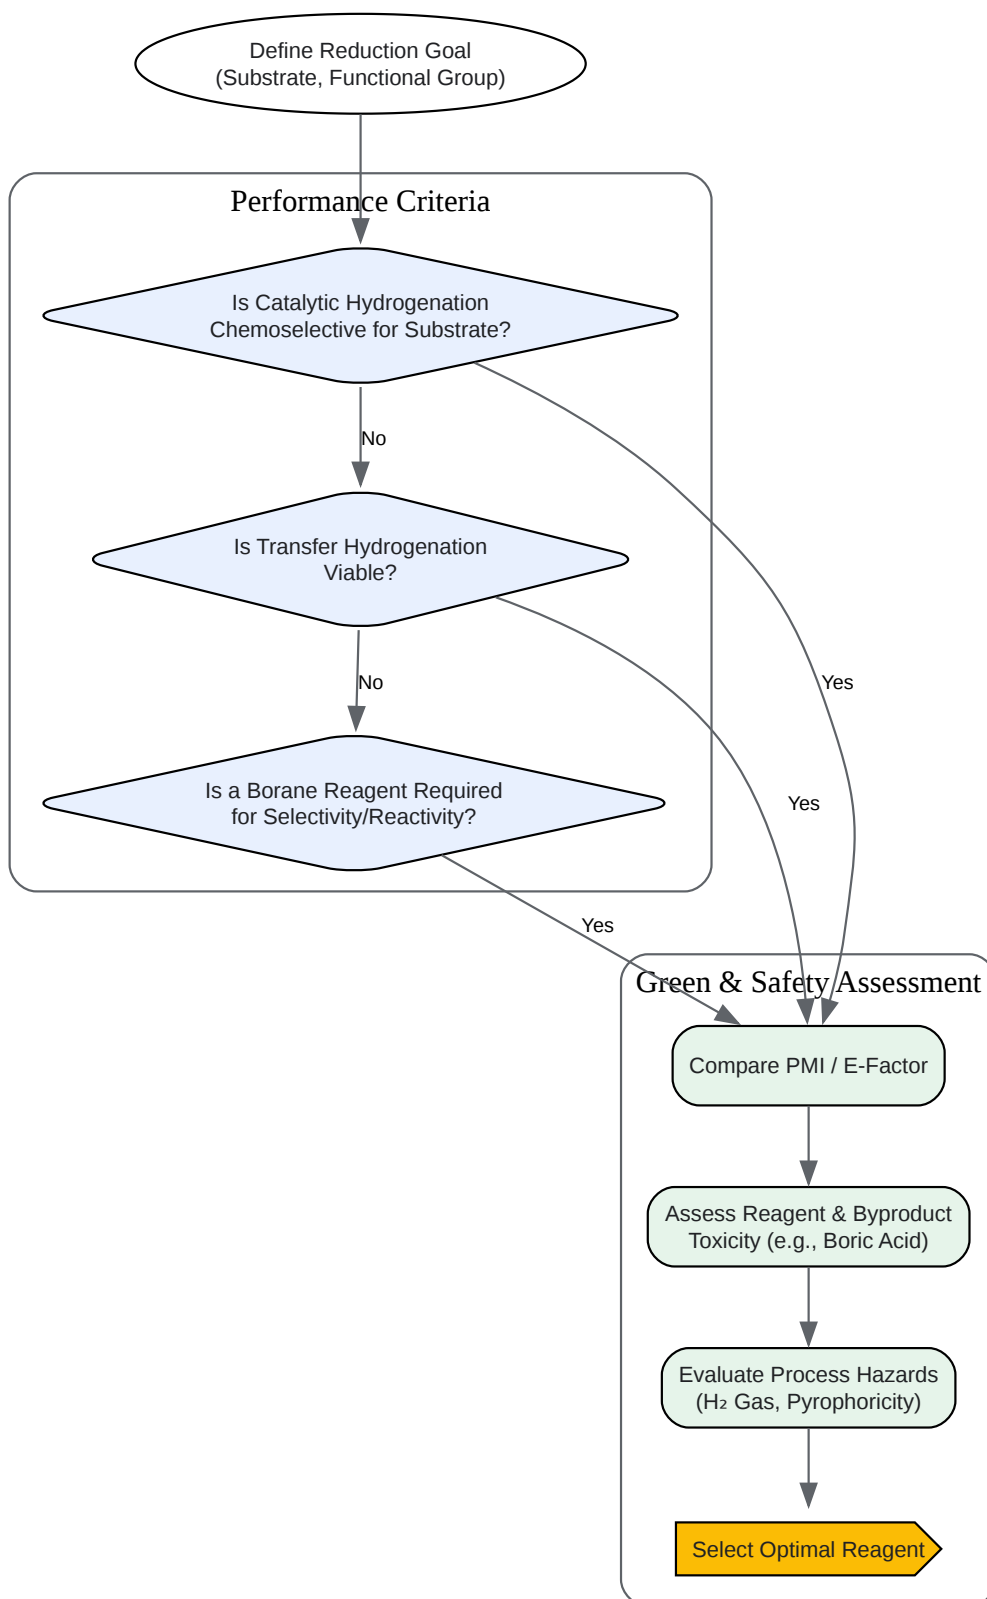 Define Reduction Goal
(Substrate, Functional Group)
Performance Criteria
Is Catalytic Hydrogenation
Chemoselective for Substrate?
No
Is Transfer Hydrogenation
Viable?
Yes
No
Is a Borane Reagent Required
for Selectivity/Reactivity?
Yes
Yes
Green & Safety Assessment
Compare PMI / E-Factor
Assess Reagent & Byproduct
Toxicity (e.g., Boric Acid)
Evaluate Process Hazards
(H₂ Gas, Pyrophoricity)
Select Optimal Reagent